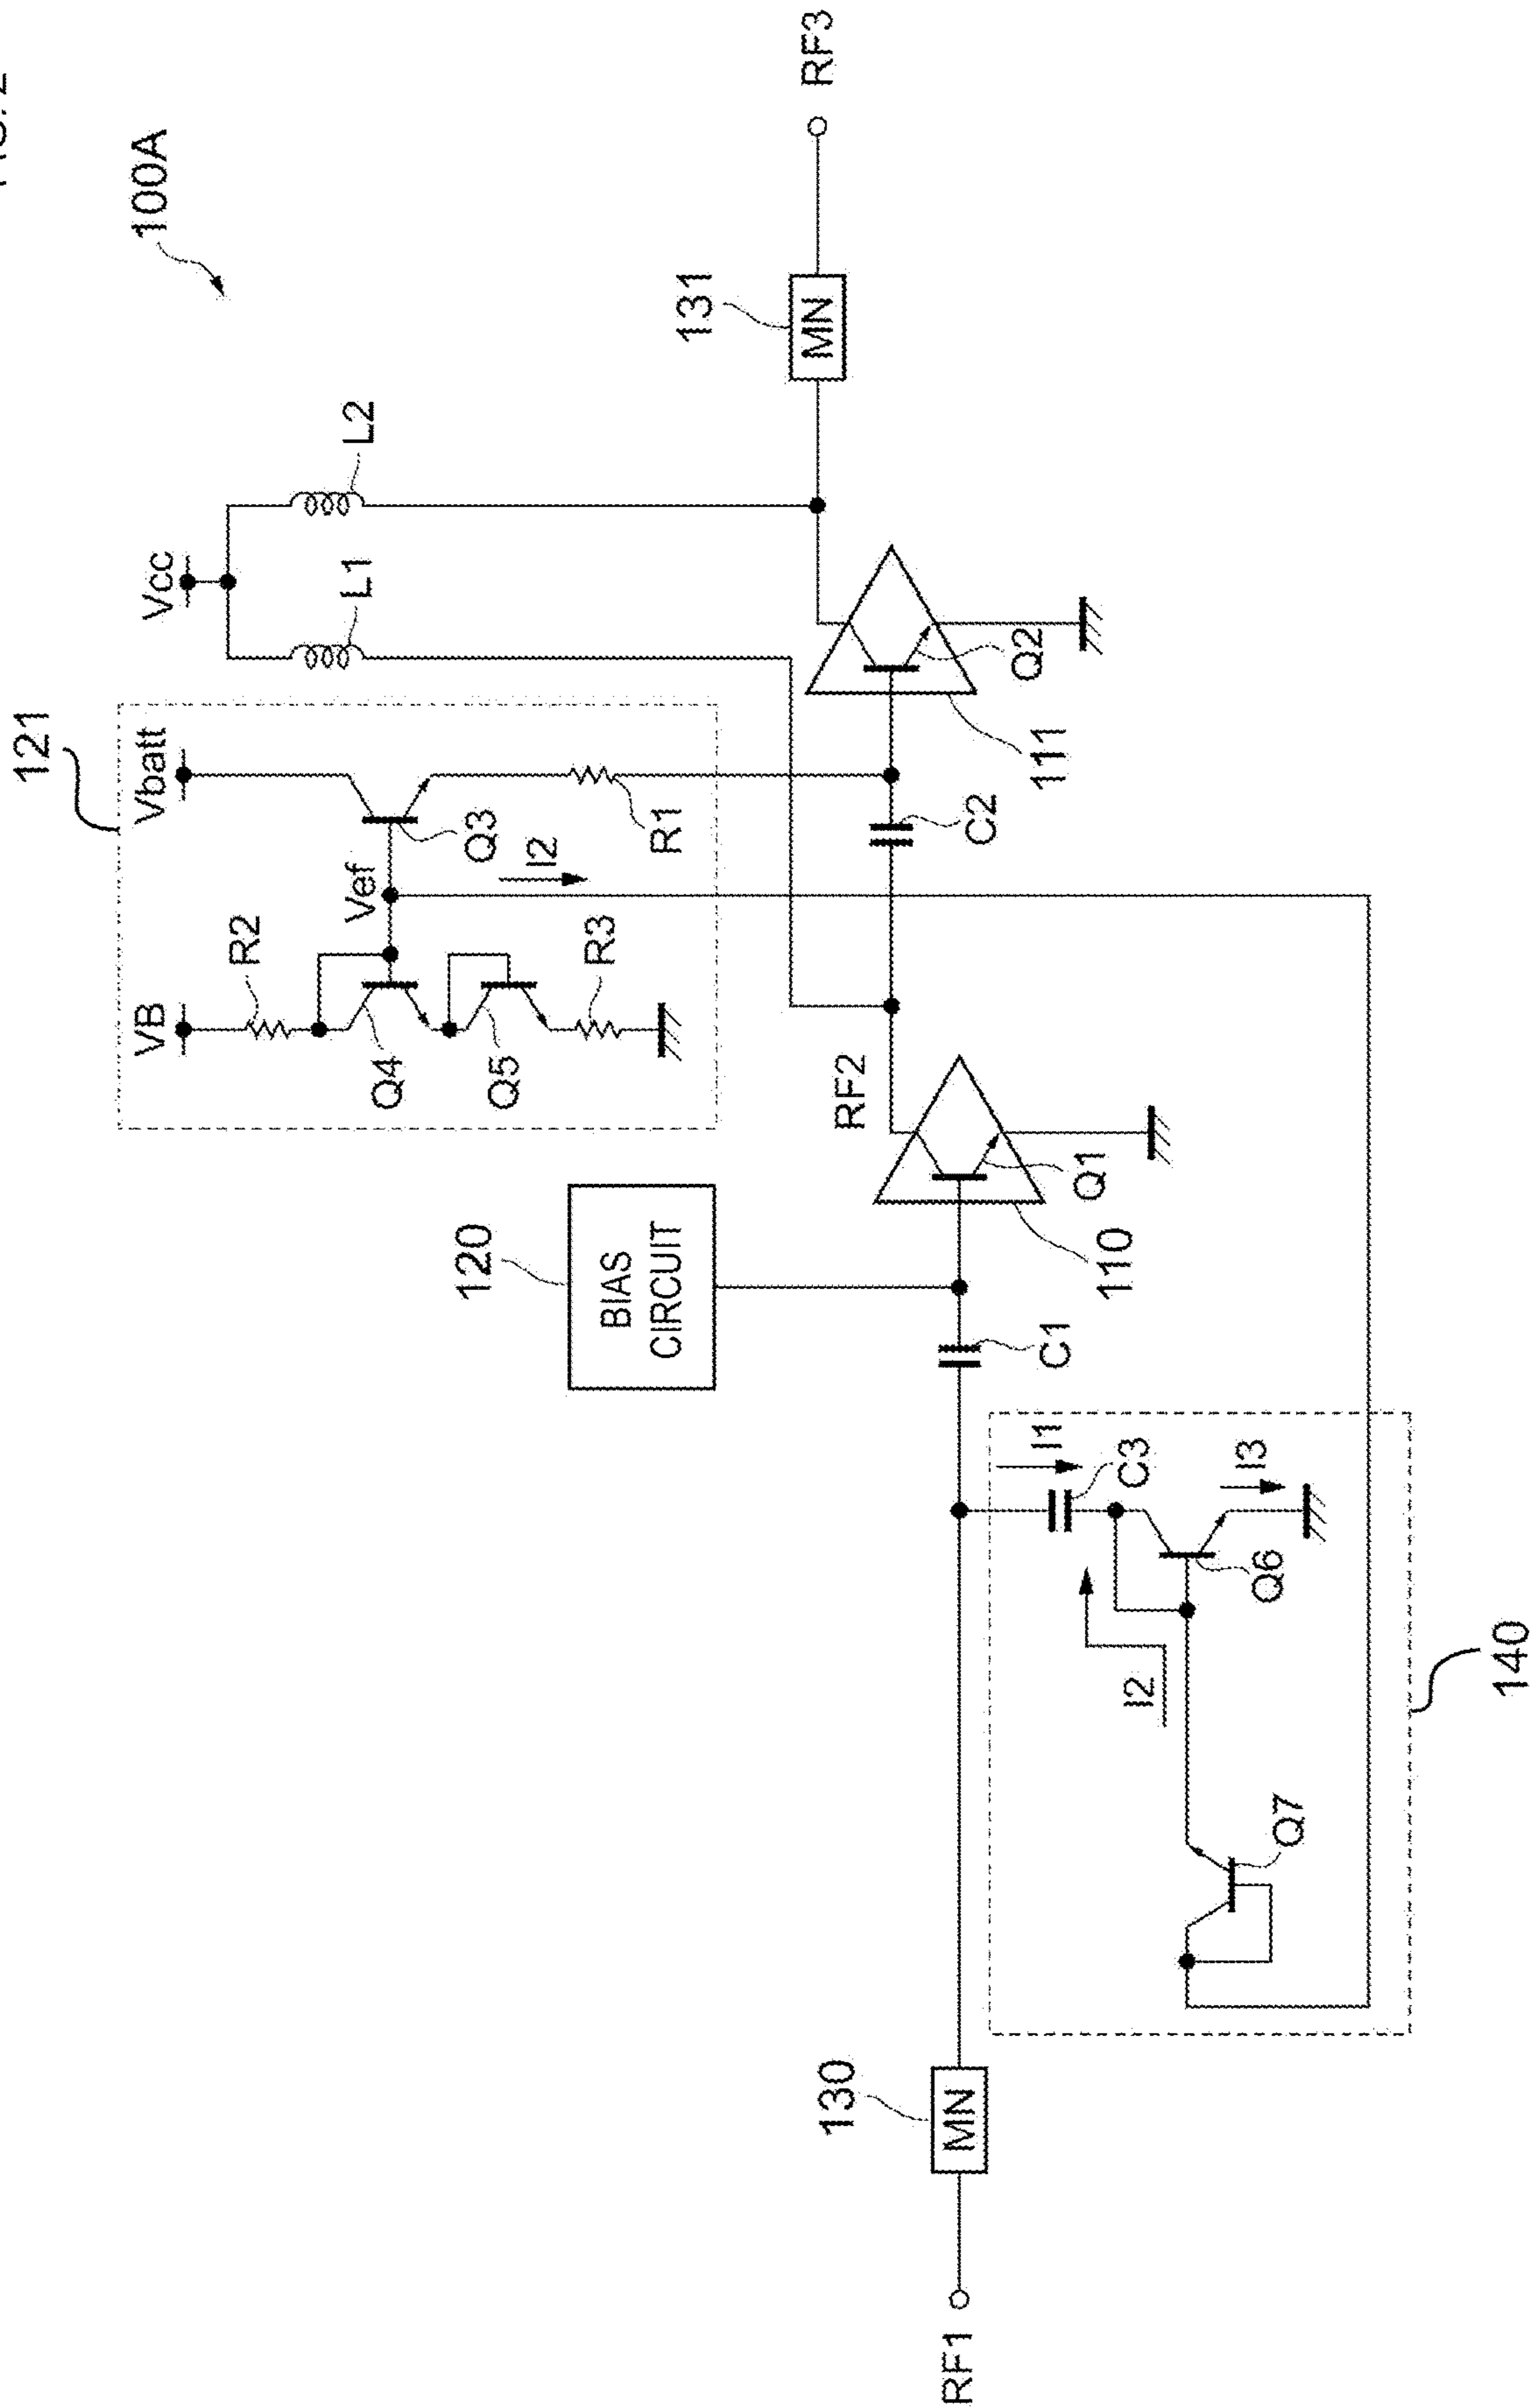 100A
121
Vcc
VB
Vbatt
R2
Vef
L1
L2
Q4
Q3
Q5
I2
R3
R1
120
BIAS
CIRCUIT
131
MN
RF3
RF2
Q1
110
C2
Q2
111
130
MN
RF1
C1
I1
C3
I2
I3
Q6
Q7
140